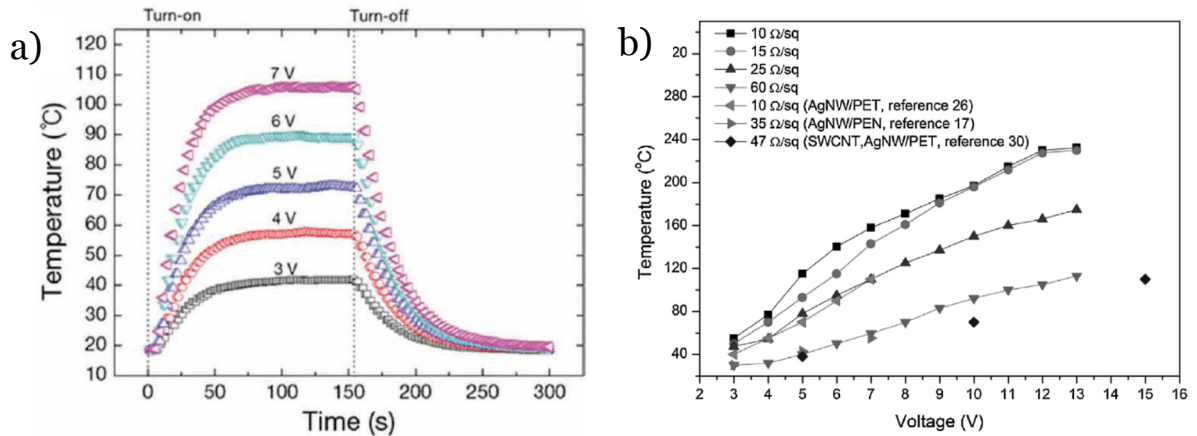 a)
Turn-on Turn-off
120
110
100
90
80
70
60
50
40
30
20
10
Temperature (℃)
7 V
6 V
5 V
4 V
3 V
0 50 100 150 200 250 300
Time (s)
b)
10 Ω/sq
15 Ω/sq
25 Ω/sq
60 Ω/sq
10 Ω/sq (AgNW/PET, reference 26)
35 Ω/sq (AgNW/PEN, reference 17)
47 Ω/sq (SWCNT,AgNW/PET, reference 30)
20
280
240
200
160
120
80
40
Temperature (°C)
2 3 4 5 6 7 8 9 10 11 12 13 14 15 16
Voltage (V)